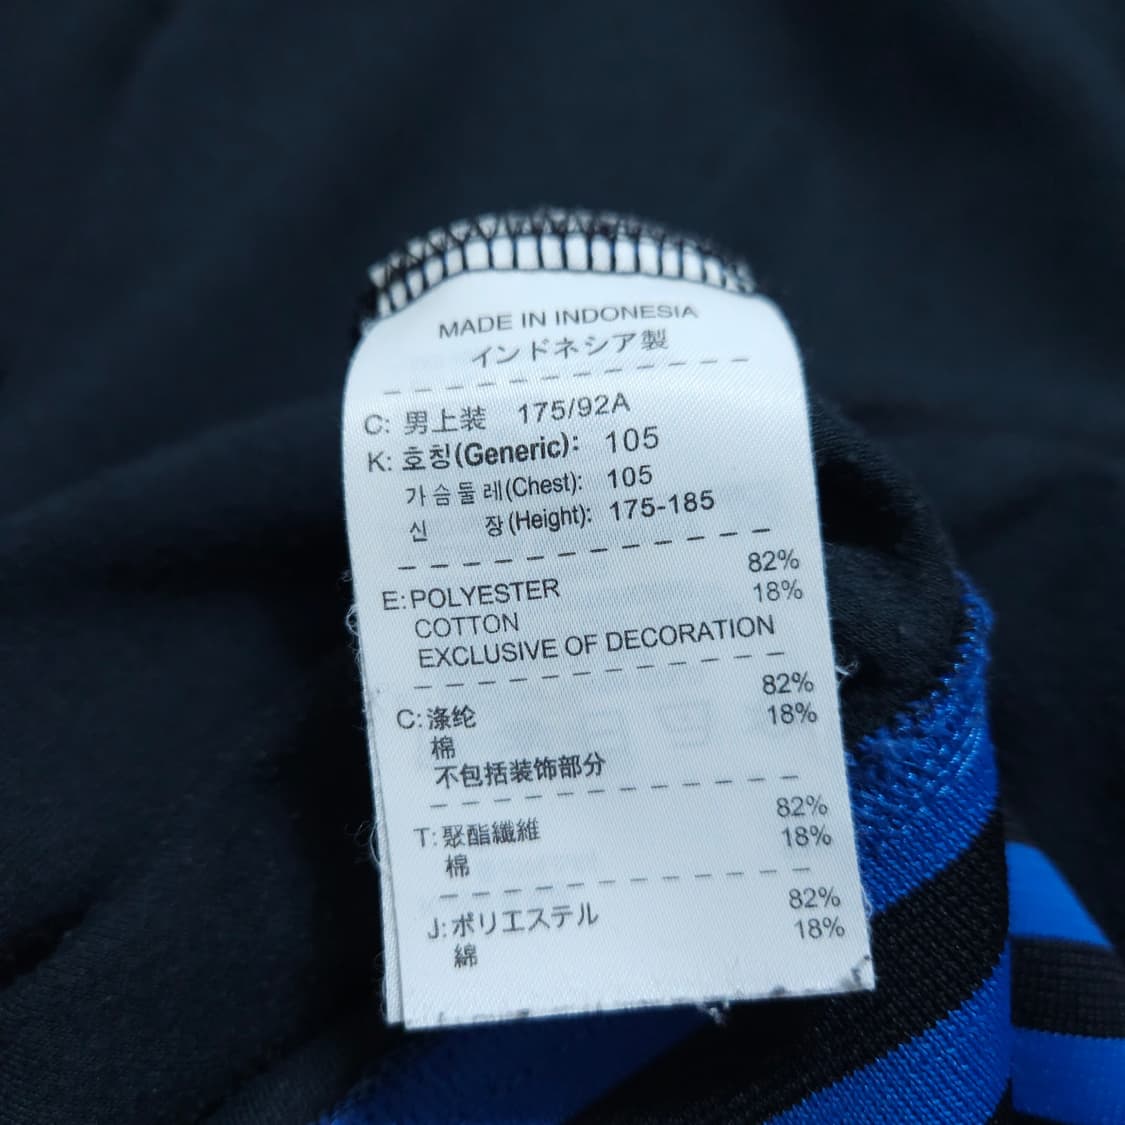 MADE IN INDONESIA
インドネシア製
C: 男上装 175/92A
K: 호칭(Generic): 105
가슴둘레(Chest): 105
신 장(Height): 175-185
E: POLYESTER 82%
COTTON 18%
EXCLUSIVE OF DECORATION
C: 涤纶 82%
棉 18%
不包括装饰部分
T: 聚酯纖維 82%
棉 18%
J: ポリエステル 82%
綿 18%